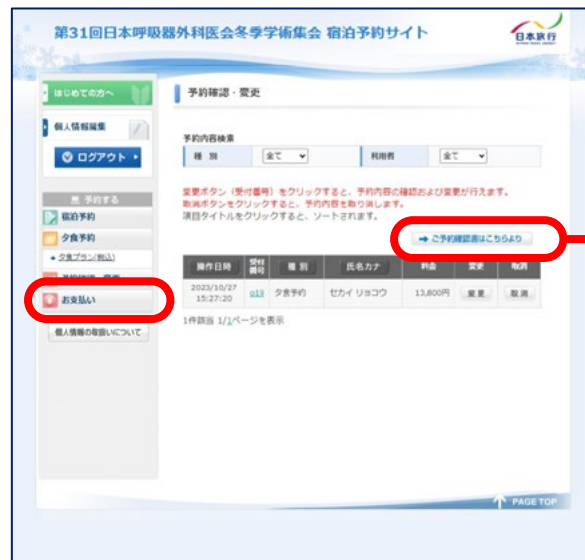 第31回日本呼吸器外科医会冬季学術集会 宿泊予約サイト
日本旅行
はじめての方へ
予約確認・変更
個人情報編集
ログアウト
予約内容検索
種 別 全て 利用者 全て
変更ボタン（受付番号）をクリックすると、予約内容の確認および変更が行えます。
取消ボタンをクリックすると、予約内容を取り消します。
項目タイトルをクリックすると、ソートされます。
予約する
宿泊予約
夕食予約
夕食プラン(税込)
お支払い
個人情報の取扱いについて
ご予約確認書はこちらより
操作日時 受付番号 種 別 氏名カナ 料金 変更 取消
2023/10/27 15:27:20 o13 夕食予約 セカイ リョコウ 13,800円 変更 取消
1件該当 1/1ページを表示
PAGE TOP